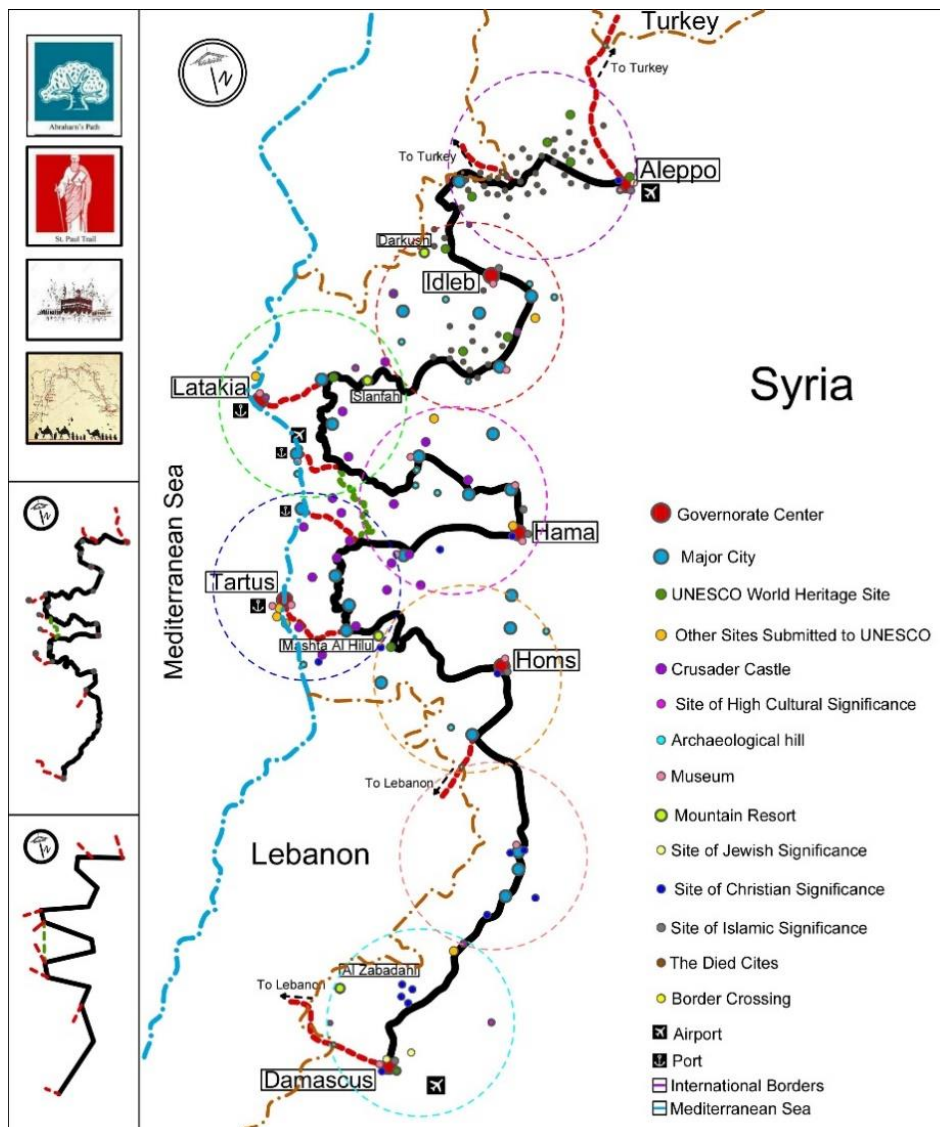 Abraham's Path
St. Paul Trail
N
N
N
Turkey
To Turkey
To Turkey
Aleppo
Darkush
Idleb
Latakia
Slanfah
Syria
Mediterranean Sea
Hama
Tartus
Mashta Al Hilu
Homs
To Lebanon
Lebanon
Al Zabadahi
To Lebanon
Damascus
Governorate Center
Major City
UNESCO World Heritage Site
Other Sites Submitted to UNESCO
Crusader Castle
Site of High Cultural Significance
Archaeological hill
Museum
Mountain Resort
Site of Jewish Significance
Site of Christian Significance
Site of Islamic Significance
The Died Cites
Border Crossing
Airport
Port
International Borders
Mediterranean Sea